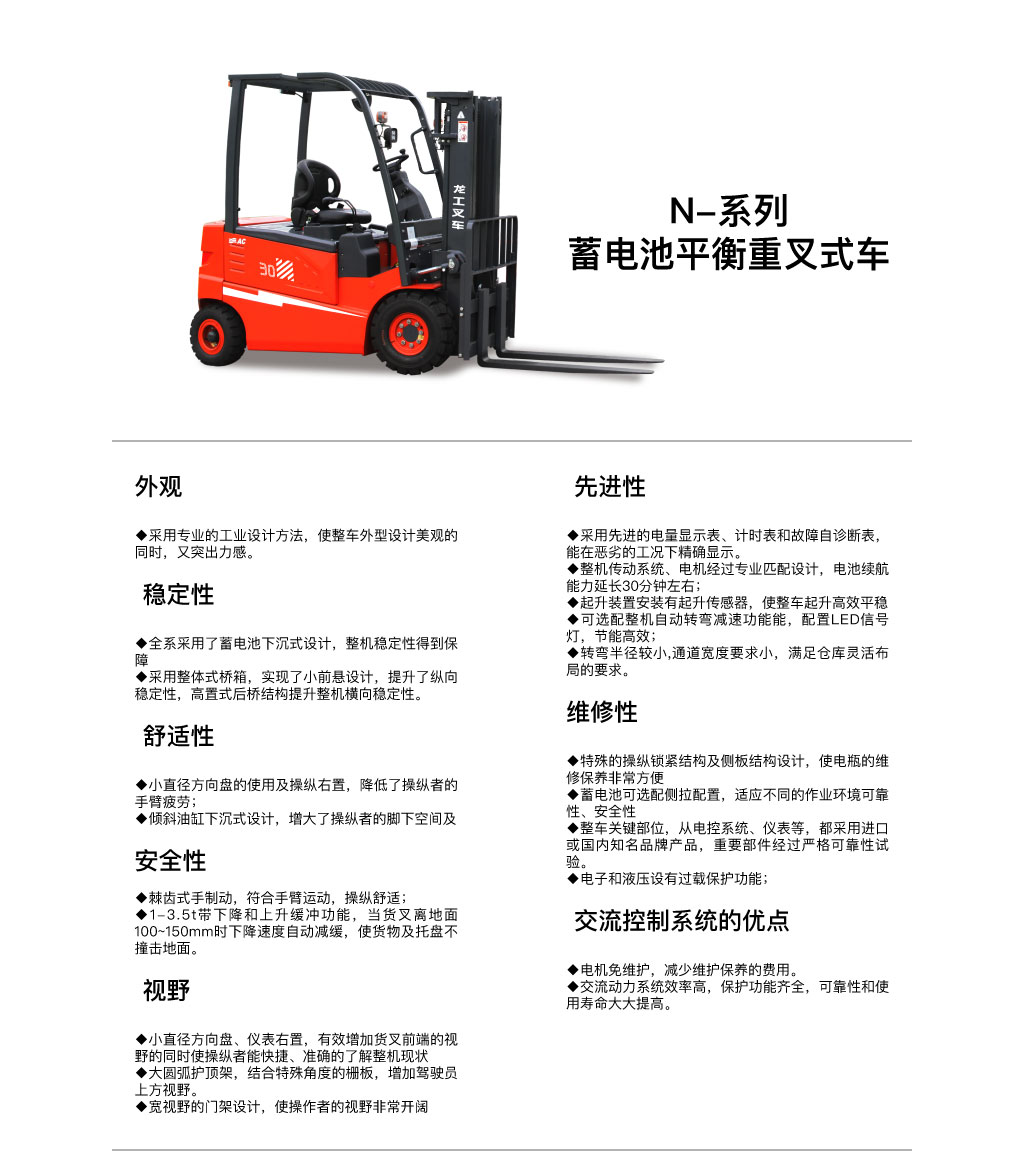 龙工叉车
AC
30
N-系列
蓄电池平衡重叉式车
外观
◆采用专业的工业设计方法，使整车外型设计美观的
同时，又突出力感。
稳定性
◆全系采用了蓄电池下沉式设计，整机稳定性得到保
障
◆采用整体式桥箱，实现了小前悬设计，提升了纵向
稳定性，高置式后桥结构提升整机横向稳定性。
舒适性
◆小直径方向盘的使用及操纵右置，降低了操纵者的
手臂疲劳；
◆倾斜油缸下沉式设计，增大了操纵者的脚下空间及
安全性
◆棘齿式手制动，符合手臂运动，操纵舒适；
◆1-3.5t带下降和上升缓冲功能，当货叉离地面
100~150mm时下降速度自动减缓，使货物及托盘不
撞击地面。
视野
◆小直径方向盘、仪表右置，有效增加货叉前端的视
野的同时使操纵者能快捷、准确的了解整机现状
◆大圆弧护顶架，结合特殊角度的栅板，增加驾驶员
上方视野。
◆宽视野的门架设计，使操作者的视野非常开阔
先进性
◆采用先进的电量显示表、计时表和故障自诊断表，
能在恶劣的工况下精确显示。
◆整机传动系统、电机经过专业匹配设计，电池续航
能力延长30分钟左右；
◆起升装置安装有起升传感器，使整车起升高效平稳
◆可选配整机自动转弯减速功能能，配置LED信号
灯，节能高效；
◆转弯半径较小,通道宽度要求小，满足仓库灵活布
局的要求。
维修性
◆特殊的操纵锁紧结构及侧板结构设计，使电瓶的维
修保养非常方便
◆蓄电池可选配侧拉配置，适应不同的作业环境可靠
性、安全性
◆整车关键部位，从电控系统、仪表等，都采用进口
或国内知名品牌产品，重要部件经过严格可靠性试
验。
◆电子和液压设有过载保护功能；
交流控制系统的优点
◆电机免维护，减少维护保养的费用。
◆交流动力系统效率高，保护功能齐全，可靠性和使
用寿命大大提高。